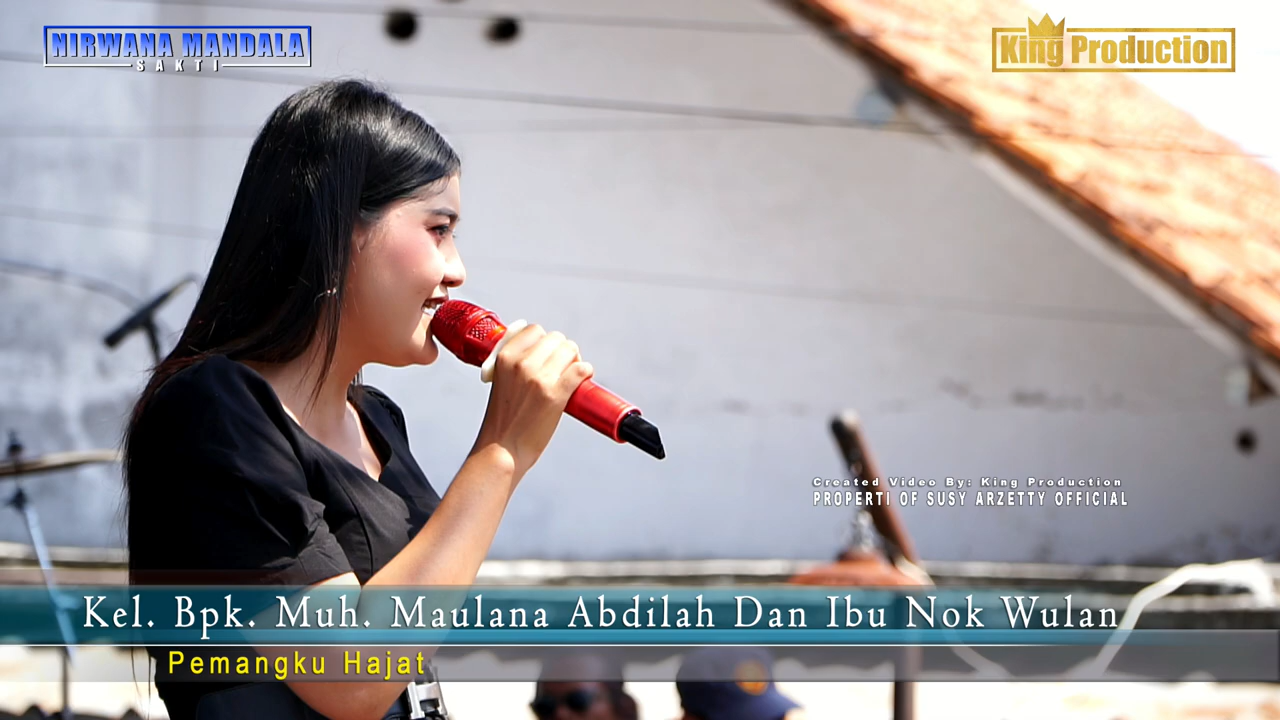 NIRWANA MANDALA
SAKTI
King Production
Created Video By: King Production
PROPERTI OF SUSY ARZETTY OFFICIAL
Kel. Bpk. Muh. Maulana Abdilah Dan Ibu Nok Wulan
Pemangku Hajat